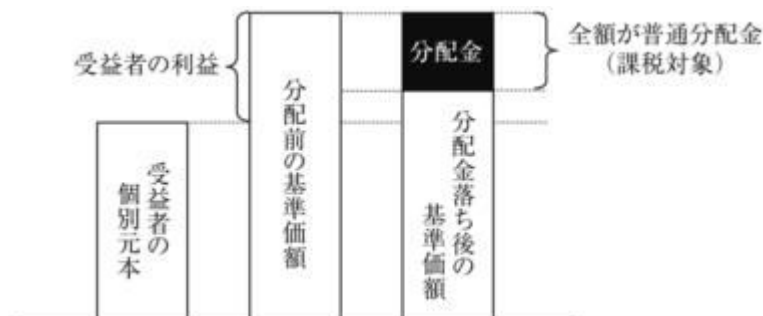 受益者の利益
分配金
全額が普通分配金
（課税対象）
受益者の
個別元本
分配前の基準価額
分配金落ち後の
基準価額